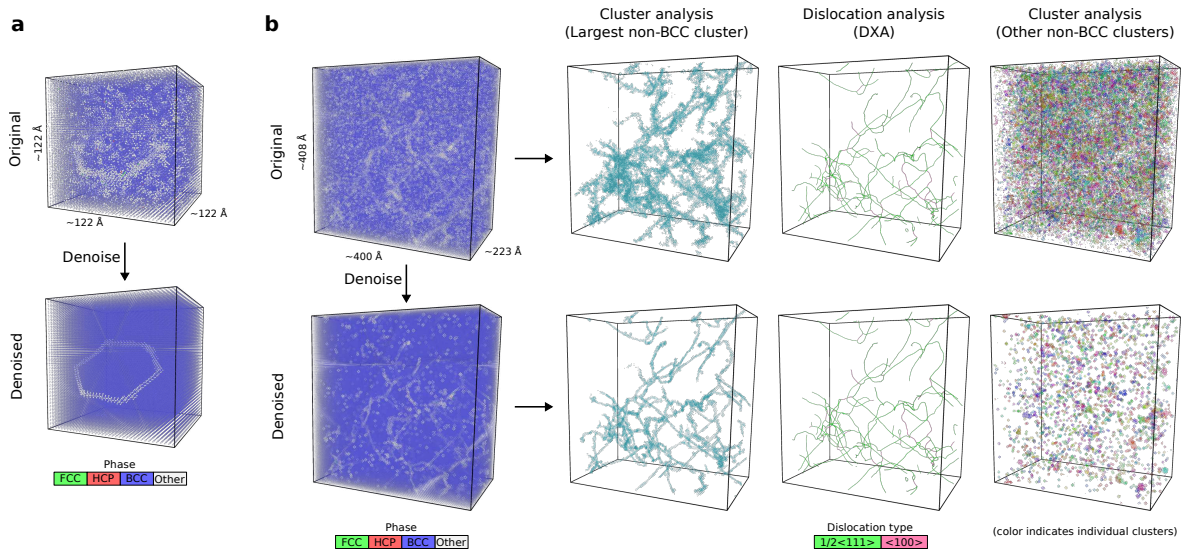 a
Original
~122 Å
~122 Å
~122 Å
Denoise
Denoised
Phase
FCC HCP BCC Other
b
Cluster analysis
(Largest non-BCC cluster)
Dislocation analysis
(DXA)
Cluster analysis
(Other non-BCC clusters)
Original
~408 Å
~400 Å
~223 Å
Denoise
Denoised
Phase
FCC HCP BCC Other
Dislocation type
1/2<111> <100>
(color indicates individual clusters)